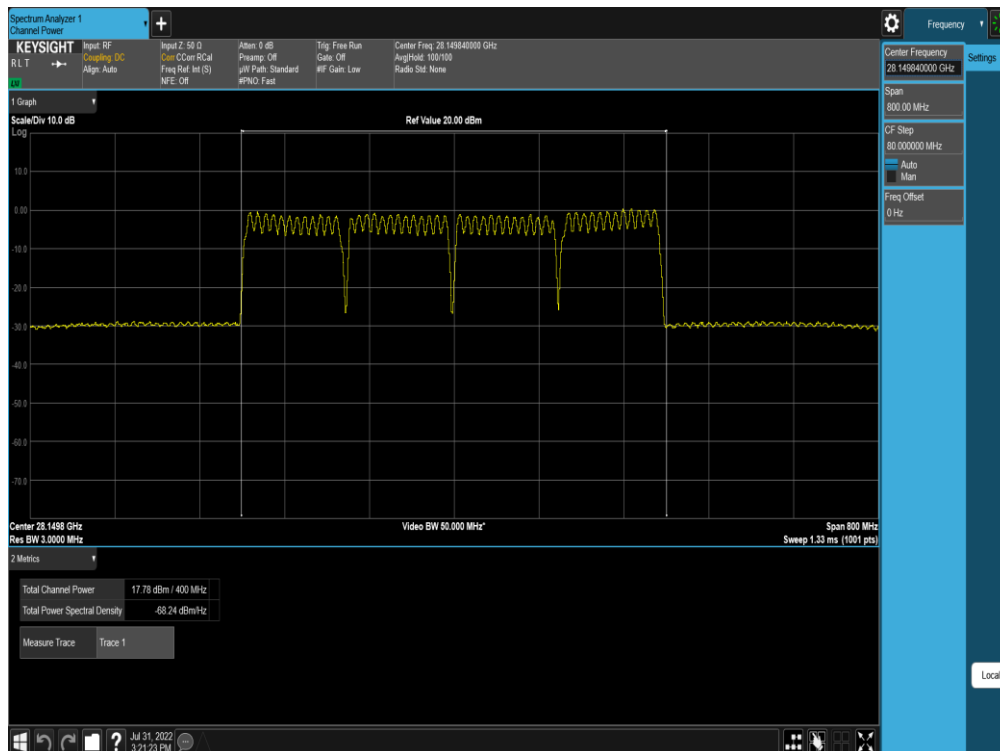 Spectrum Analyzer 1
Channel Power
+
Frequency
KEYSIGHT
R L T
Input: RF
Coupling: DC
Align: Auto
Input Z: 50 Ω
Corr CCorr RCal
Freq Ref: Int (S)
NFE: Off
Atten: 0 dB
Preamp: Off
µW Path: Standard
#PNO: Fast
Trig: Free Run
Gate: Off
#IF Gain: Low
Center Freq: 28.149840000 GHz
Avg|Hold: 100/100
Radio Std: None
Center Frequency
28.149840000 GHz
Settings
Span
800.00 MHz
CF Step
80.000000 MHz
Auto
Man
Freq Offset
0 Hz
1 Graph
Scale/Div 10.0 dB
Ref Value 20.00 dBm
Log
10.0
0.00
-10.0
-20.0
-30.0
-40.0
-50.0
-60.0
-70.0
Center 28.1498 GHz
Video BW 50.000 MHz*
Span 800 MHz
Res BW 3.0000 MHz
Sweep 1.33 ms (1001 pts)
2 Metrics
Total Channel Power 17.78 dBm / 400 MHz
Total Power Spectral Density -68.24 dBm/Hz
Measure Trace Trace 1
Local
?
Jul 31, 2022
3:21:23 PM